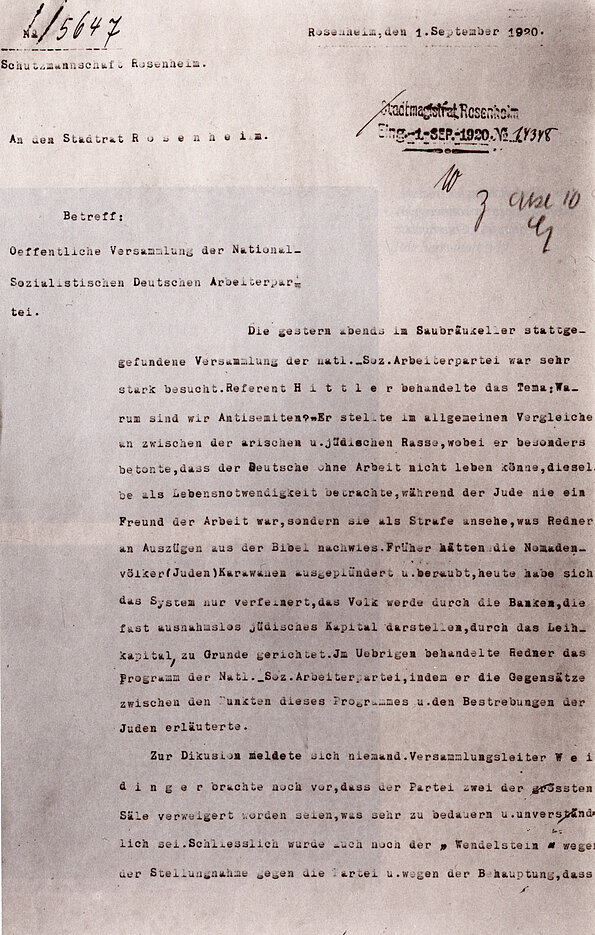 No 1/5647
Rosenheim,den 1.September 1920.
Schutzmannschaft Rosenheim.
Stadtmagistrat Rosenheim
Eing.-1.SEP.1920.No 14348
An den Stadtrat R o s e n h e i m.
10
Betreff:
Oeffentliche Versammlung der National_
Sozialistischen Deutschen Arbeiterpar_
tei.
Die gestern abends im Saubräukeller stattge_
gefundene Versammlung der natl._Soz.Arbeiterpartei war sehr
stark besucht.Referent H i t t l e r behandelte das Tema;Wa_
rum sind wir Antisemiten?„Er stellte im allgemeinen Vergleiche
an zwischen der arischen u.jüdischen Rasse,wobei er besonders
betonte,dass der Deutsche ohne Arbeit nicht leben könne,diesel
be als Lebensnotwendigkeit betrachte,während der Jude nie ein
Freund der Arbeit war,sondern sie als Strafe ansehe,was Redner
an Auszügen aus der Bibel nachwies.Früher hätten die Nomaden_
völker(Juden)Karawanen ausgeplündert u.beraubt,heute habe sich
das System nur verfeinert,das Volk werde durch die Banken,die
fast ausnahmslos jüdisches Kapital darstellen,durch das Leih_
kapital, zu Grunde gerichtet.Jm Uebrigen behandelte Redner das
Programm der Natl._Soz.Arbeiterpartei,indem er die Gegensätze
zwischen den Punkten dieses Programmes u.den Bestrebungen der
Juden erläuterte.
Zur Dikusion meldete sich niemand.Versammlungsleiter W e i
d i n g e r brachte noch vor,dass der Partei zwei der grössten
Säle verweigert worden seien,was sehr zu bedauern u.unverständ
lich sei.Schliesslich wurde auch noch der „ Wendelstein " wegen
der Stellungnahme gegen die Partei u.wegen der Behauptung,dass